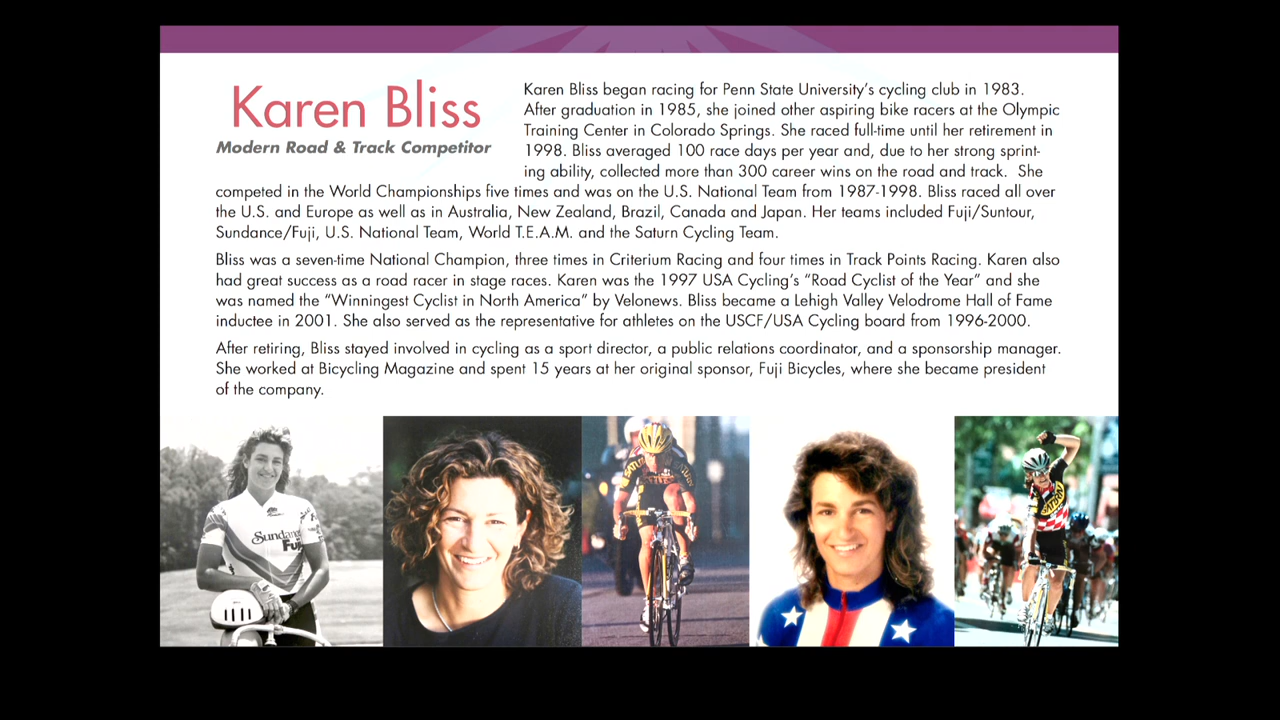 Karen Bliss
Modern Road & Track Competitor
Karen Bliss began racing for Penn State University's cycling club in 1983.
After graduation in 1985, she joined other aspiring bike racers at the Olympic
Training Center in Colorado Springs. She raced full-time until her retirement in
1998. Bliss averaged 100 race days per year and, due to her strong sprint-
ing ability, collected more than 300 career wins on the road and track. She
competed in the World Championships five times and was on the U.S. National Team from 1987-1998. Bliss raced all over
the U.S. and Europe as well as in Australia, New Zealand, Brazil, Canada and Japan. Her teams included Fuji/Suntour,
Sundance/Fuji, U.S. National Team, World T.E.A.M. and the Saturn Cycling Team.
Bliss was a seven-time National Champion, three times in Criterium Racing and four times in Track Points Racing. Karen also
had great success as a road racer in stage races. Karen was the 1997 USA Cycling's "Road Cyclist of the Year" and she
was named the "Winningest Cyclist in North America" by Velonews. Bliss became a Lehigh Valley Velodrome Hall of Fame
inductee in 2001. She also served as the representative for athletes on the USCF/USA Cycling board from 1996-2000.
After retiring, Bliss stayed involved in cycling as a sport director, a public relations coordinator, and a sponsorship manager.
She worked at Bicycling Magazine and spent 15 years at her original sponsor, Fuji Bicycles, where she became president
of the company.
Sundance
Fuji
SATURN